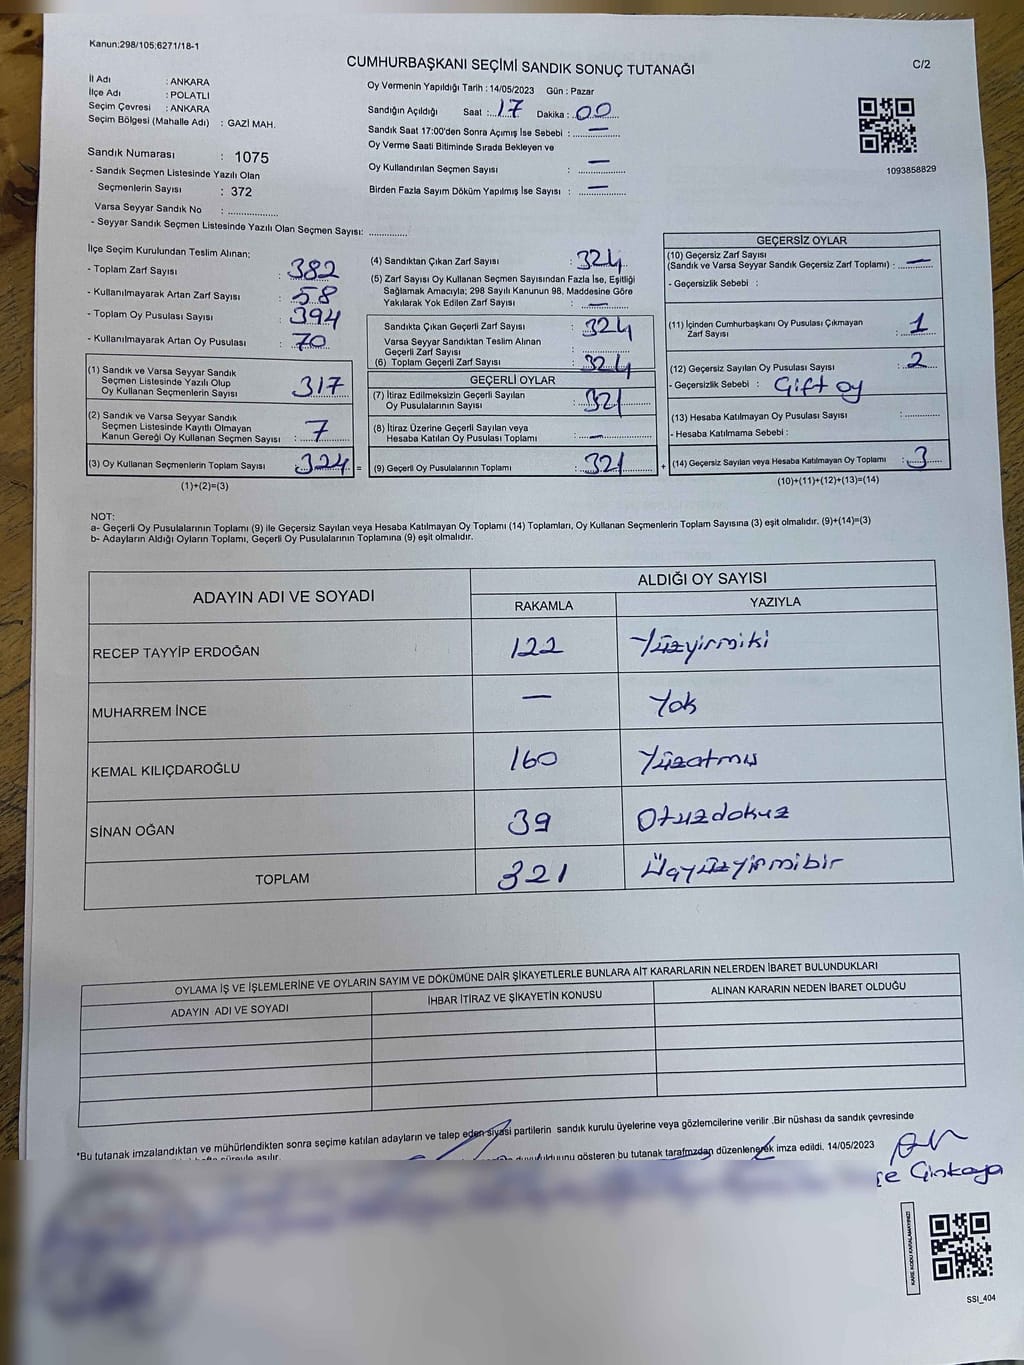 Kanun:298/105;6271/18-1
CUMHURBAŞKANI SEÇİMİ SANDIK SONUÇ TUTANAĞI
C/2
İl Adı : ANKARA
İlçe Adı : POLATLI
Seçim Çevresi : ANKARA
Seçim Bölgesi (Mahalle Adı) : GAZİ MAH.
Oy Vermenin Yapıldığı Tarih : 14/05/2023 Gün : Pazar
Sandığın Açıldığı Saat : 17 Dakika : 00
Sandık Saat 17:00'den Sonra Açımış İse Sebebi : —
Oy Verme Saati Bitiminde Sırada Bekleyen ve
Oy Kullandırılan Seçmen Sayısı : —
Birden Fazla Sayım Döküm Yapılmış İse Sayısı : —
1093858829
Sandık Numarası : 1075
- Sandık Seçmen Listesinde Yazılı Olan
Seçmenlerin Sayısı : 372
Varsa Seyyar Sandık No : ................
- Seyyar Sandık Seçmen Listesinde Yazılı Olan Seçmen Sayısı: ............
İlçe Seçim Kurulundan Teslim Alınan:
- Toplam Zarf Sayısı : 382
- Kullanılmayarak Artan Zarf Sayısı : 58
- Toplam Oy Pusulası Sayısı : 394
- Kullanılmayarak Artan Oy Pusulası : 70
(1) Sandık ve Varsa Seyyar Sandık
Seçmen Listesinde Yazılı Olup
Oy Kullanan Seçmenlerin Sayısı : 317
(2) Sandık ve Varsa Seyyar Sandık
Seçmen Listesinde Kayıtlı Olmayan
Kanun Gereği Oy Kullanan Seçmen Sayısı : 7
(3) Oy Kullanan Seçmenlerin Toplam Sayısı : 324 =
(1)+(2)=(3)
(4) Sandıktan Çıkan Zarf Sayısı : 324
(5) Zarf Sayısı Oy Kullanan Seçmen Sayısından Fazla İse, Eşitliği
Sağlamak Amacıyla; 298 Sayılı Kanunun 98. Maddesine Göre
Yakılarak Yok Edilen Zarf Sayısı : —
Sandıkta Çıkan Geçerli Zarf Sayısı : 324
Varsa Seyyar Sandıktan Teslim Alınan
Geçerli Zarf Sayısı : ................
(6) Toplam Geçerli Zarf Sayısı : 324
GEÇERLİ OYLAR
(7) İtiraz Edilmeksizin Geçerli Sayılan
Oy Pusulalarının Sayısı : 321
(8) İtiraz Üzerine Geçerli Sayılan veya
Hesaba Katılan Oy Pusulası Toplamı : —
(9) Geçerli Oy Pusulalarının Toplamı : 321 +
GEÇERSİZ OYLAR
(10) Geçersiz Zarf Sayısı
(Sandık ve Varsa Seyyar Sandık Geçersiz Zarf Toplamı) : —
- Geçersizlik Sebebi :
(11) İçinden Cumhurbaşkanı Oy Pusulası Çıkmayan
Zarf Sayısı : 1
(12) Geçersiz Sayılan Oy Pusulası Sayısı : 2
- Geçersizlik Sebebi : Çift oy
(13) Hesaba Katılmayan Oy Pusulası Sayısı : ............
- Hesaba Katılmama Sebebi :
(14) Geçersiz Sayılan veya Hesaba Katılmayan Oy Toplamı : 3
(10)+(11)+(12)+(13)=(14)
NOT:
a- Geçerli Oy Pusulalarının Toplamı (9) ile Geçersiz Sayılan veya Hesaba Katılmayan Oy Toplamı (14) Toplamları, Oy Kullanan Seçmenlerin Toplam Sayısına (3) eşit olmalıdır. (9)+(14)=(3)
b- Adayların Aldığı Oyların Toplamı, Geçerli Oy Pusulalarının Toplamına (9) eşit olmalıdır.
ADAYIN ADI VE SOYADI ALDIĞI OY SAYISI
RAKAMLA YAZIYLA
RECEP TAYYİP ERDOĞAN 122 Yüzyirmiki
MUHARREM İNCE — Yok
KEMAL KILIÇDAROĞLU 160 Yüzatmış
SİNAN OĞAN 39 Otuzdokuz
TOPLAM 321 Üçyüzyirmibir
OYLAMA İŞ VE İŞLEMLERİNE VE OYLARIN SAYIM VE DÖKÜMÜNE DAİR ŞİKAYETLERLE BUNLARA AİT KARARLARIN NELERDEN İBARET BULUNDUKLARI
ADAYIN ADI VE SOYADI İHBAR İTİRAZ VE ŞİKAYETİN KONUSU ALINAN KARARIN NEDEN İBARET OLDUĞU
*Bu tutanak imzalandıktan ve mühürlendikten sonra seçime katılan adayların ve talep eden siyasi partilerin sandık kurulu üyelerine veya gözlemcilerine verilir .Bir nüshası da sandık çevresinde
gösteren bu tutanak tarafımızdan düzenlenerek imza edildi. 14/05/2023
KARE KODU KARALAMAYINIZ!
SSI_404